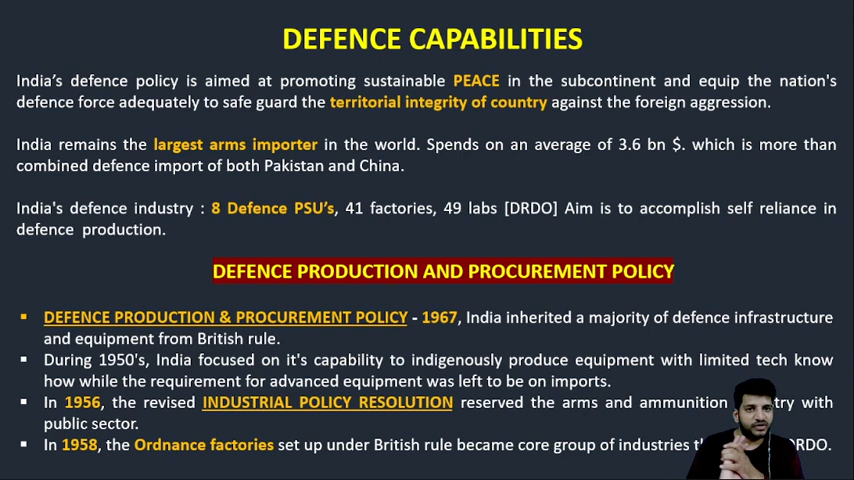 DEFENCE CAPABILITIES
India's defence policy is aimed at promoting sustainable PEACE in the subcontinent and equip the nation's
defence force adequately to safe guard the territorial integrity of country against the foreign aggression.
India remains the largest arms importer in the world. Spends on an average of 3.6 bn $. which is more than
combined defence import of both Pakistan and China.
India's defence industry : 8 Defence PSU's, 41 factories, 49 labs [DRDO] Aim is to accomplish self reliance in
defence production.
DEFENCE PRODUCTION AND PROCUREMENT POLICY
▪ DEFENCE PRODUCTION & PROCUREMENT POLICY - 1967, India inherited a majority of defence infrastructure
and equipment from British rule.
▪ During 1950's, India focused on it's capability to indigenously produce equipment with limited tech know
how while the requirement for advanced equipment was left to be on imports.
▪ In 1956, the revised INDUSTRIAL POLICY RESOLUTION reserved the arms and ammunition with
public sector.
▪ In 1958, the Ordnance factories set up under British rule became core group of industries DRDO.